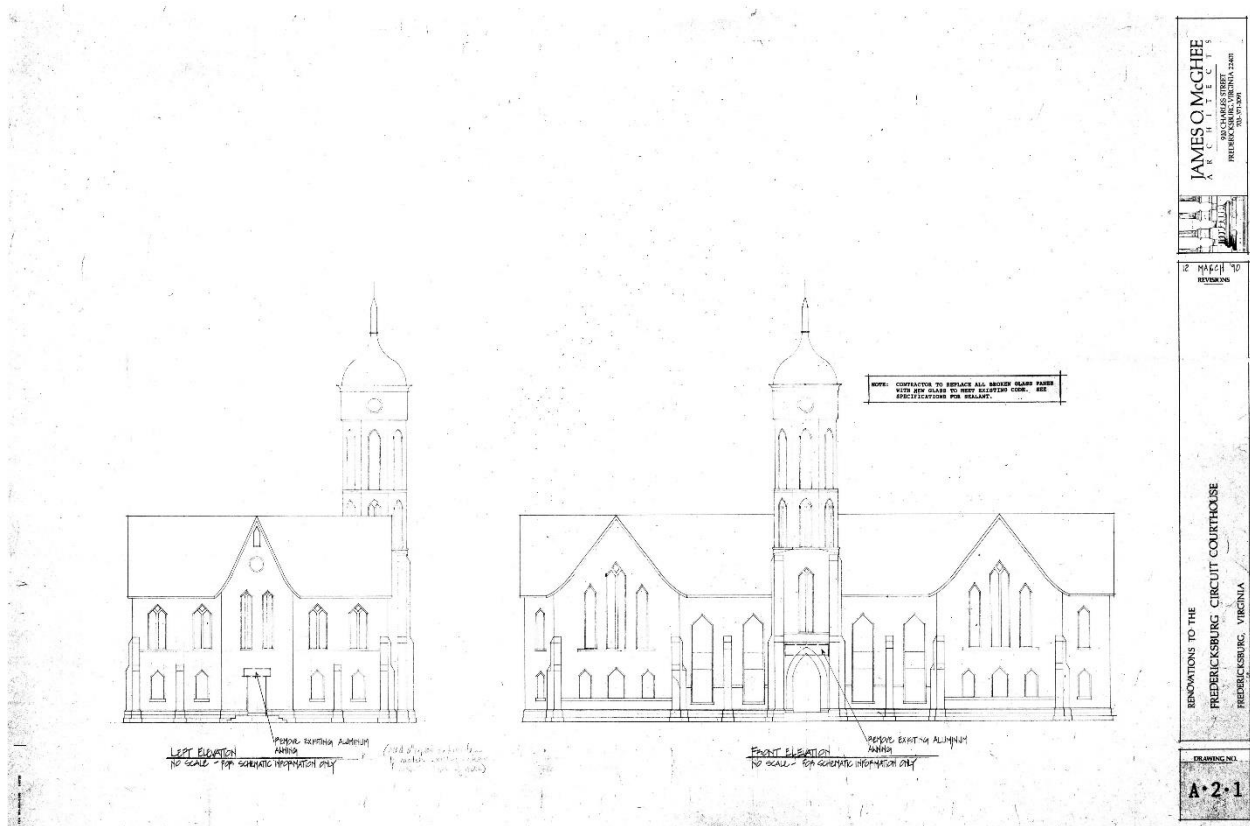 JAMES O. McGHEE
ARCHITECTS
FREDERICKSBURG, VIRGINIA 22401
12 MARCH '90
REVISIONS
NOTE: CONTRACTOR TO REPLACE ALL BROKEN GLASS PANES
WITH NEW GLASS TO MEET EXISTING CODE. SEE
SPECIFICATIONS FOR SEALANT.
REMOVE EXISTING ALUMINUM
AWNING
LEFT ELEVATION
NO SCALE - FOR SCHEMATIC INFORMATION ONLY
REMOVE EXISTING ALUMINUM
AWNING
FRONT ELEVATION
NO SCALE - FOR SCHEMATIC INFORMATION ONLY
RENOVATIONS TO THE
FREDERICKSBURG CIRCUIT COURTHOUSE
FREDERICKSBURG, VIRGINIA
DRAWING NO.
A·2·1